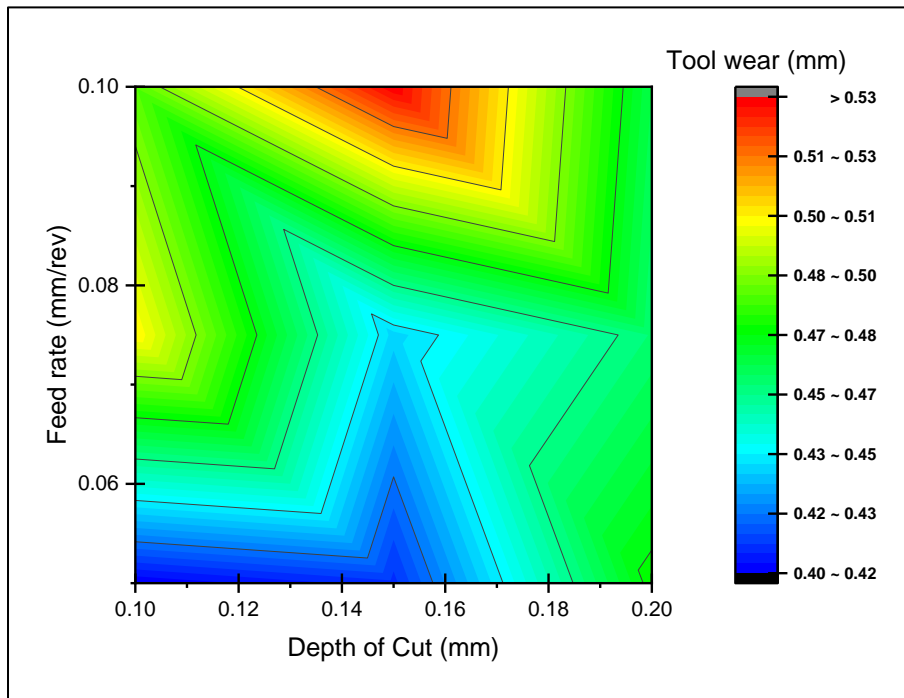 Tool wear (mm)
> 0.53
0.51 ~ 0.53
0.50 ~ 0.51
0.48 ~ 0.50
0.47 ~ 0.48
0.45 ~ 0.47
0.43 ~ 0.45
0.42 ~ 0.43
0.40 ~ 0.42
Feed rate (mm/rev)
0.10
0.08
0.06
0.10 0.12 0.14 0.16 0.18 0.20
Depth of Cut (mm)